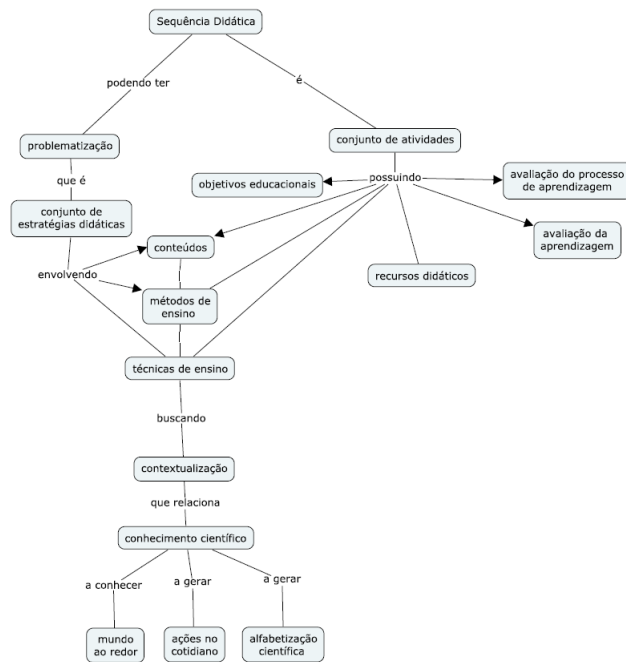 Sequência Didática
podendo ter
é
problematização
conjunto de atividades
que é
possuindo
objetivos educacionais
avaliação do processo
de aprendizagem
conjunto de
estratégias didáticas
avaliação da
aprendizagem
conteúdos
envolvendo
recursos didáticos
métodos de
ensino
técnicas de ensino
buscando
contextualização
que relaciona
conhecimento científico
a conhecer
a gerar
a gerar
mundo
ao redor
ações no
cotidiano
alfabetização
científica